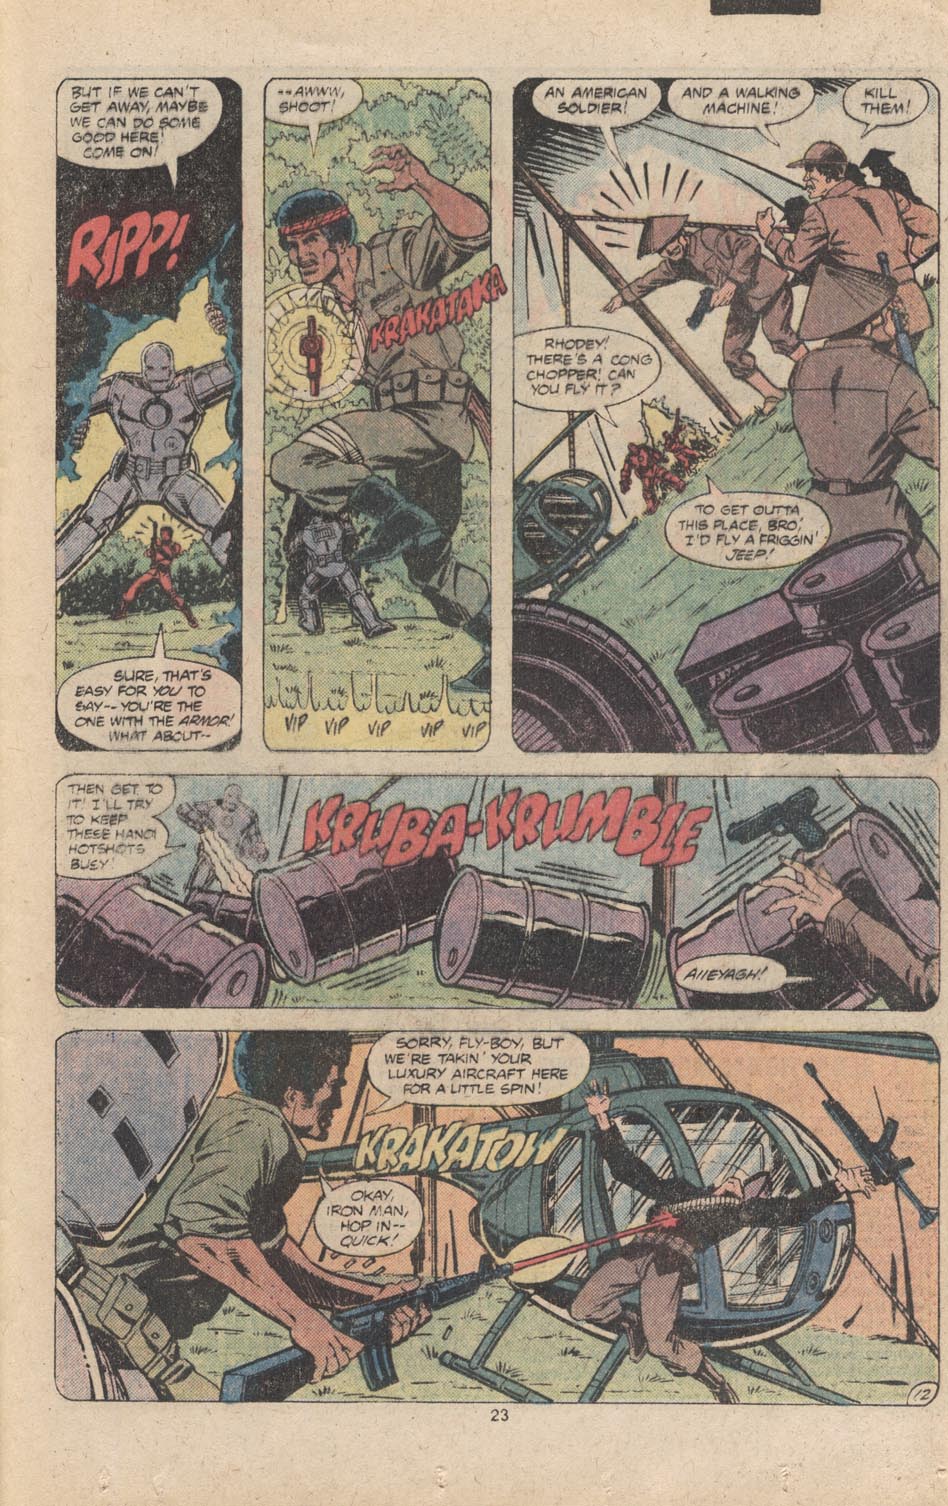 BUT IF WE CAN'T
GET AWAY, MAYBE
WE CAN DO SOME
GOOD HERE!
COME ON!
RIPP!
SURE, THAT'S
EASY FOR YOU TO
SAY-- YOU'RE THE
ONE WITH THE ARMOR!
WHAT ABOUT--
--AWWW,
SHOOT!
KRAKATAKA
VIP VIP VIP VIP VIP
AN AMERICAN
SOLDIER!
AND A WALKING
MACHINE!
KILL
THEM!
RHODEY!
THERE'S A CONG
CHOPPER! CAN
YOU FLY IT?
TO GET OUTTA
THIS PLACE, BRO,
I'D FLY A FRIGGIN'
JEEP!
THEN GET TO
IT! I'LL TRY
TO KEEP
THESE HANOI
HOTSHOTS
BUSY!
KRUBA-KRUMBLE
AIIEYAGH!
SORRY, FLY-BOY, BUT
WE'RE TAKIN' YOUR
LUXURY AIRCRAFT HERE
FOR A LITTLE SPIN!
KRAKATOW
OKAY,
IRON MAN,
HOP IN--
QUICK!
12
23